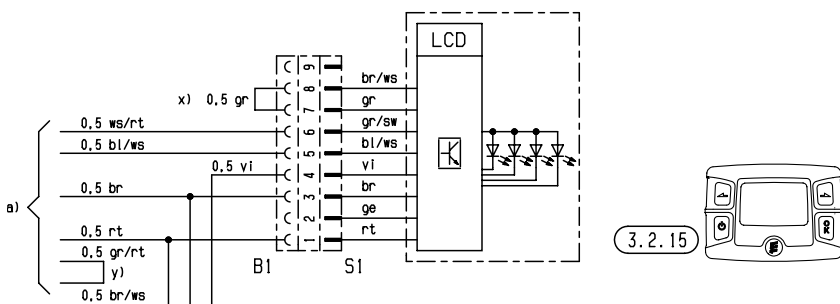 LCD
9
8
7
6
5
4
3
2
1
br/ws
gr
gr/sw
bl/ws
vi
br
ge
rt
x) 0,5 gr
0,5 ws/rt
0,5 bl/ws
0,5 vi
0,5 br
a)
0,5 rt
0,5 gr/rt
y)
0,5 br/ws
B1
S1
3.2.15
OK